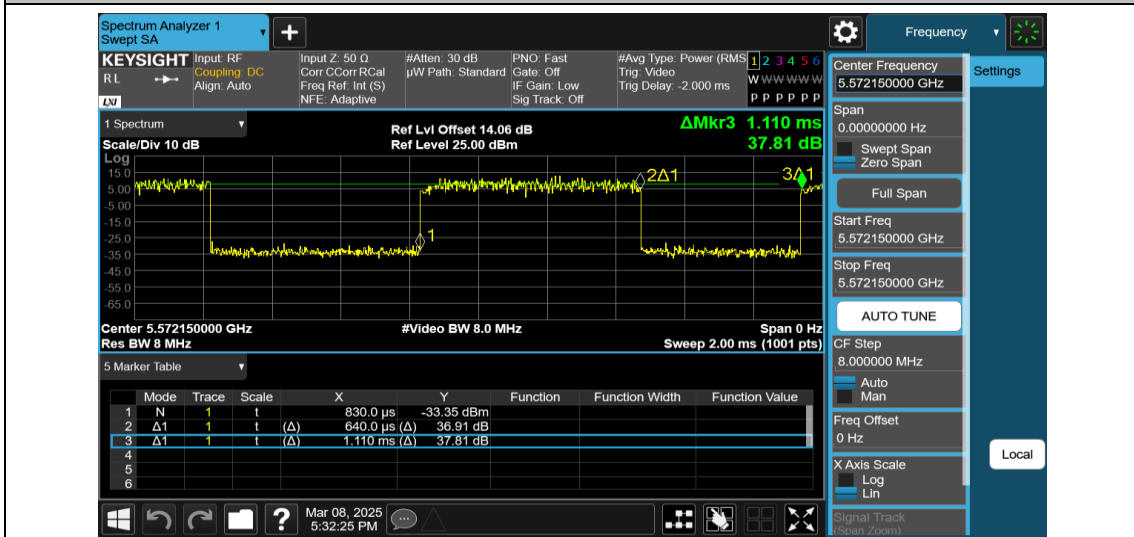 Spectrum Analyzer 1
Swept SA
Frequency
KEYSIGHT
RL
LXI
Input: RF
Coupling: DC
Align: Auto
Input Z: 50 Ω
Corr CCorr RCal
Freq Ref: Int (S)
NFE: Adaptive
#Atten: 30 dB
µW Path: Standard
PNO: Fast
Gate: Off
IF Gain: Low
Sig Track: Off
#Avg Type: Power (RMS
Trig: Video
Trig Delay: -2.000 ms
1 2 3 4 5 6
W W W W W W
P P P P P P
1 Spectrum
Scale/Div 10 dB
Ref Lvl Offset 14.06 dB
Ref Level 25.00 dBm
ΔMkr3 1.110 ms
37.81 dB
Log
15.0
5.00
-5.00
-15.0
-25.0
-35.0
-45.0
-55.0
-65.0
2Δ1
3Δ1
1
Center 5.572150000 GHz
#Video BW 8.0 MHz
Span 0 Hz
Res BW 8 MHz
Sweep 2.00 ms (1001 pts)
5 Marker Table
Mode Trace Scale X Y Function Function Width Function Value
1 N 1 t 830.0 µs -33.35 dBm
2 Δ1 1 t (Δ) 640.0 µs (Δ) 36.91 dB
3 Δ1 1 t (Δ) 1.110 ms (Δ) 37.81 dB
4
5
6
Mar 08, 2025
5:32:25 PM
Center Frequency
5.572150000 GHz
Settings
Span
0.00000000 Hz
Swept Span
Zero Span
Full Span
Start Freq
5.572150000 GHz
Stop Freq
5.572150000 GHz
AUTO TUNE
CF Step
8.000000 MHz
Auto
Man
Freq Offset
0 Hz
Local
X Axis Scale
Log
Lin
Signal Track
(Span Zoom)